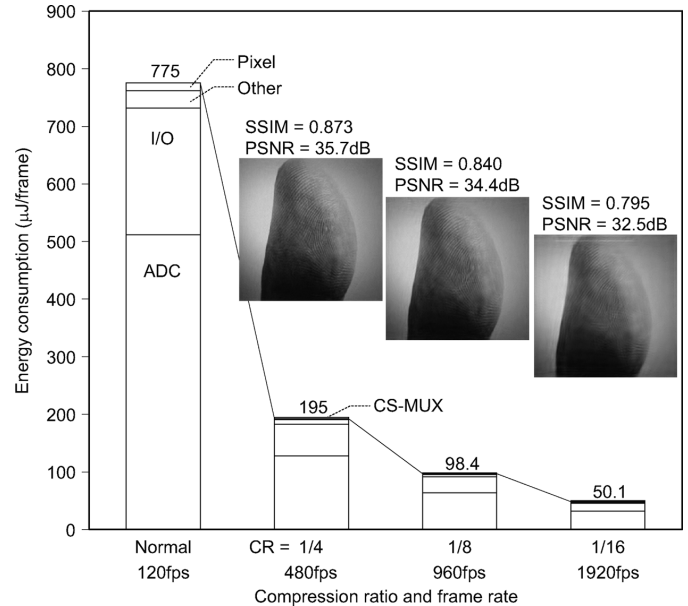 900
800
700
600
500
400
300
200
100
0
Energy consumption (μJ/frame)
775
Pixel
Other
I/O
ADC
SSIM = 0.873
PSNR = 35.7dB
SSIM = 0.840
PSNR = 34.4dB
SSIM = 0.795
PSNR = 32.5dB
195
CS-MUX
98.4
50.1
Normal CR = 1/4 1/8 1/16
120fps 480fps 960fps 1920fps
Compression ratio and frame rate